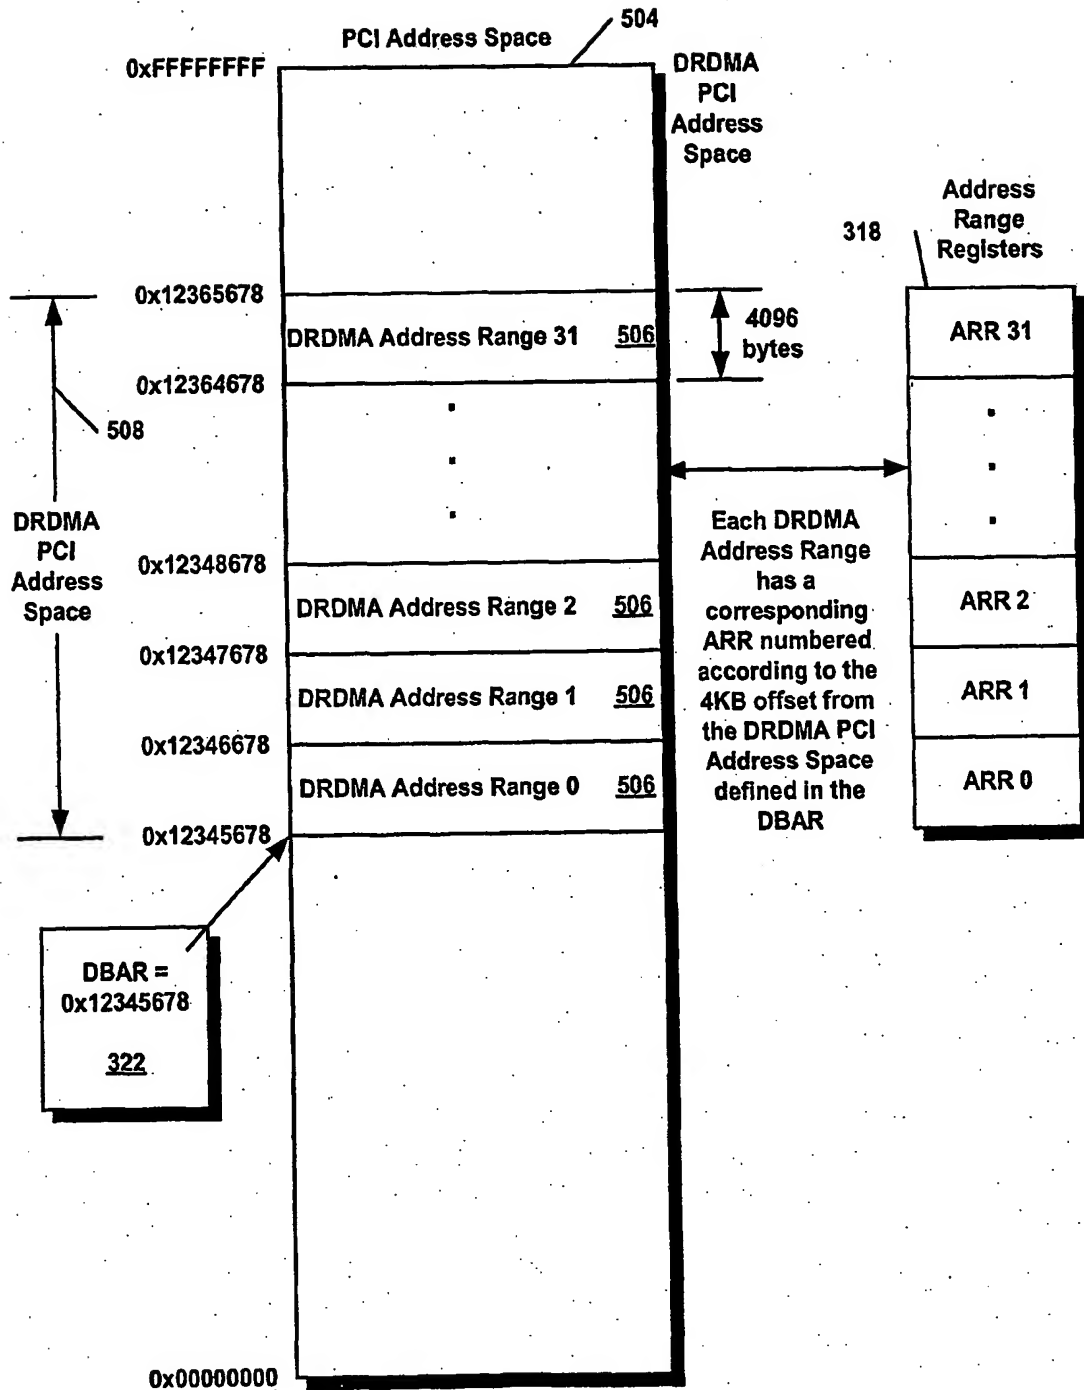 PCI Address Space
504
0xFFFFFFFF
DRDMA
PCI
Address
Space
Address
Range
Registers
318
0x12365678
DRDMA Address Range 31 506
4096
bytes
ARR 31
0x12364678
508
DRDMA
PCI
Address
Space
Each DRDMA
Address Range
has a
corresponding
ARR numbered
according to the
4KB offset from
the DRDMA PCI
Address Space
defined in the
DBAR
0x12348678
DRDMA Address Range 2 506
ARR 2
0x12347678
DRDMA Address Range 1 506
ARR 1
0x12346678
DRDMA Address Range 0 506
ARR 0
0x12345678
DBAR =
0x12345678
322
0x00000000